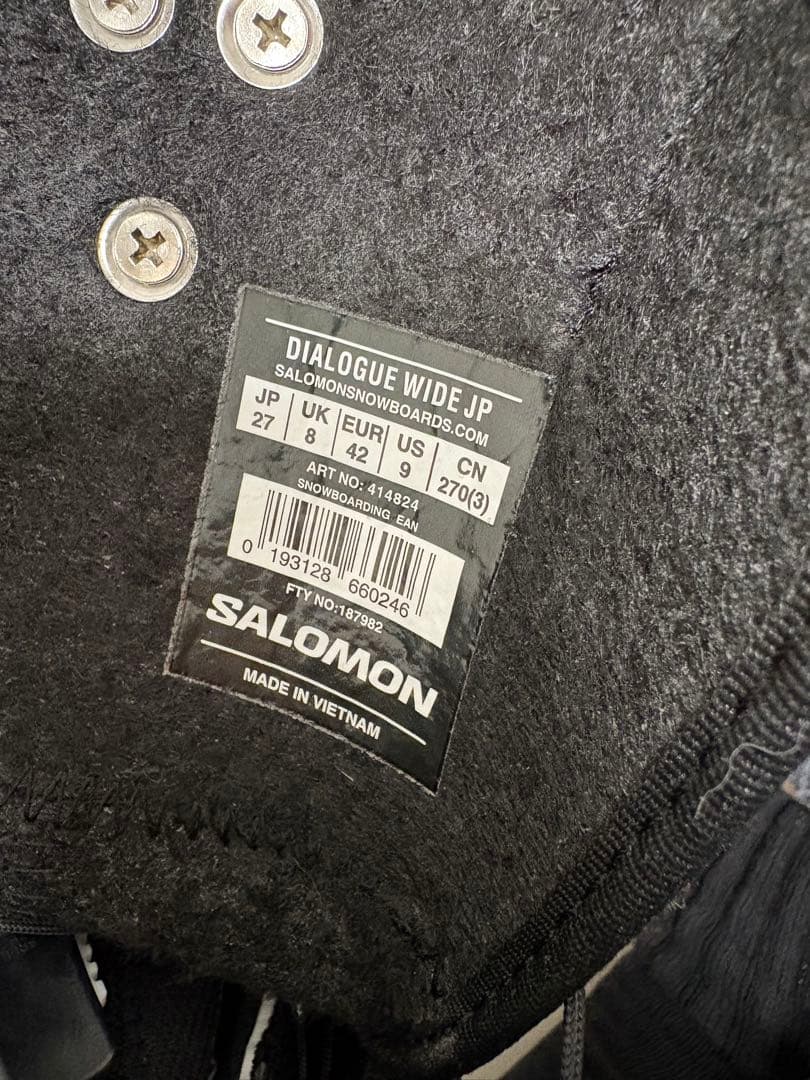 DIALOGUE WIDE JP
SALOMONSNOWBOARDS.COM
JP UK EUR US CN
27 8 42 9 270(3)
ART NO: 414824
SNOWBOARDING EAN
0 193128 660246
FTY NO:187982
SALOMON
MADE IN VIETNAM